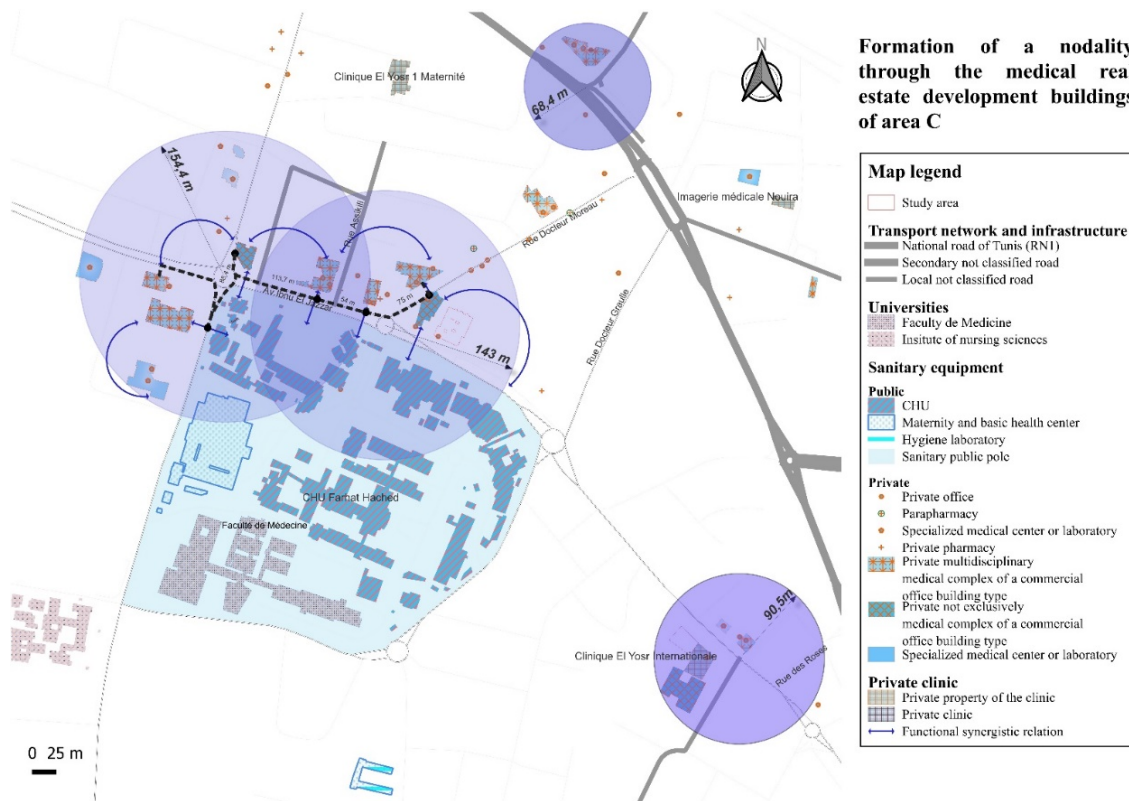 Formation of a nodality
through the medical rea
estate development buildings
of area C
N
Clinique El Yosr 1 Maternité
68,4 m
154,4 m
Imagerie médicale Nouira
Rue Docteur Moreau
Rue Assakili
113,7 m
Av.Ibnu El Jazzar
54 m
75 m
143 m
Rue Docteur Graulle
CHU Farhat Hached
Faculté de Médecine
90,5m
Clinique El Yosr Internationale
Rue des Roses
0 25 m
Map legend
Study area
Transport network and infrastructure
National road of Tunis (RN1)
Secondary not classified road
Local not classified road
Universities
Faculty de Medicine
Insitute of nursing sciences
Sanitary equipment
Public
CHU
Maternity and basic health center
Hygiene laboratory
Sanitary public pole
Private
Private office
Parapharmacy
Specialized medical center or laboratory
Private pharmacy
Private multidisciplinary
medical complex of a commercial
office building type
Private not exclusively
medical complex of a commercial
office building type
Specialized medical center or laboratory
Private clinic
Private property of the clinic
Private clinic
Functional synergistic relation